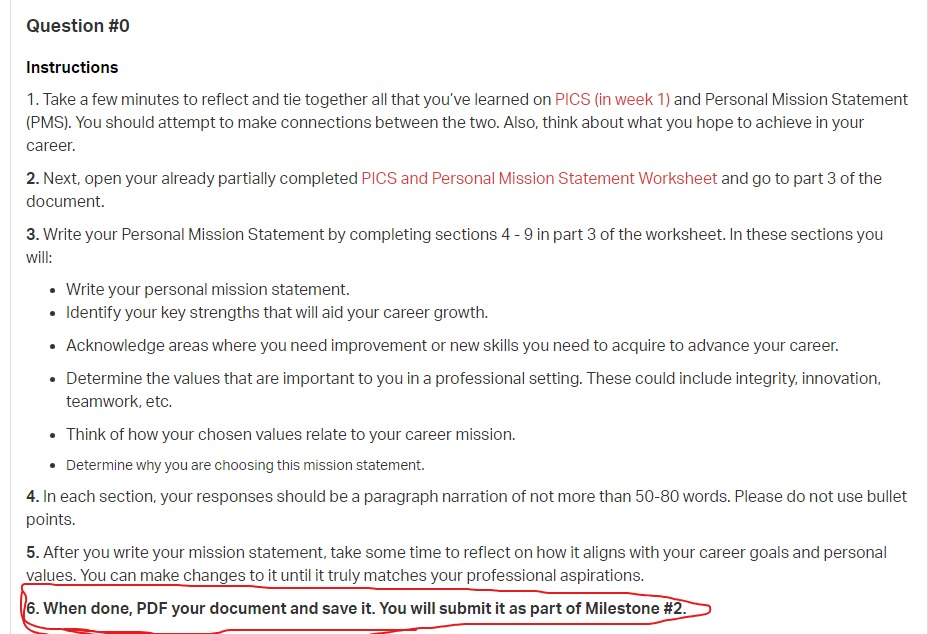 Question #0
Instructions
1. Take a few minutes to reflect and tie together all that you've learned on PICS (in week 1) and Personal Mission Statement
(PMS). You should attempt to make connections between the two. Also, think about what you hope to achieve in your
career.
2. Next, open your already partially completed PICS and Personal Mission Statement Worksheet and go to part 3 of the
document.
3. Write your Personal Mission Statement by completing sections 4 - 9 in part 3 of the worksheet. In these sections you
will:
• Write your personal mission statement.
• Identify your key strengths that will aid your career growth.
• Acknowledge areas where you need improvement or new skills you need to acquire to advance your career.
• Determine the values that are important to you in a professional setting. These could include integrity, innovation,
teamwork, etc.
• Think of how your chosen values relate to your career mission.
• Determine why you are choosing this mission statement.
4. In each section, your responses should be a paragraph narration of not more than 50-80 words. Please do not use bullet
points.
5. After you write your mission statement, take some time to reflect on how it aligns with your career goals and personal
values. You can make changes to it until it truly matches your professional aspirations.
6. When done, PDF your document and save it. You will submit it as part of Milestone #2.